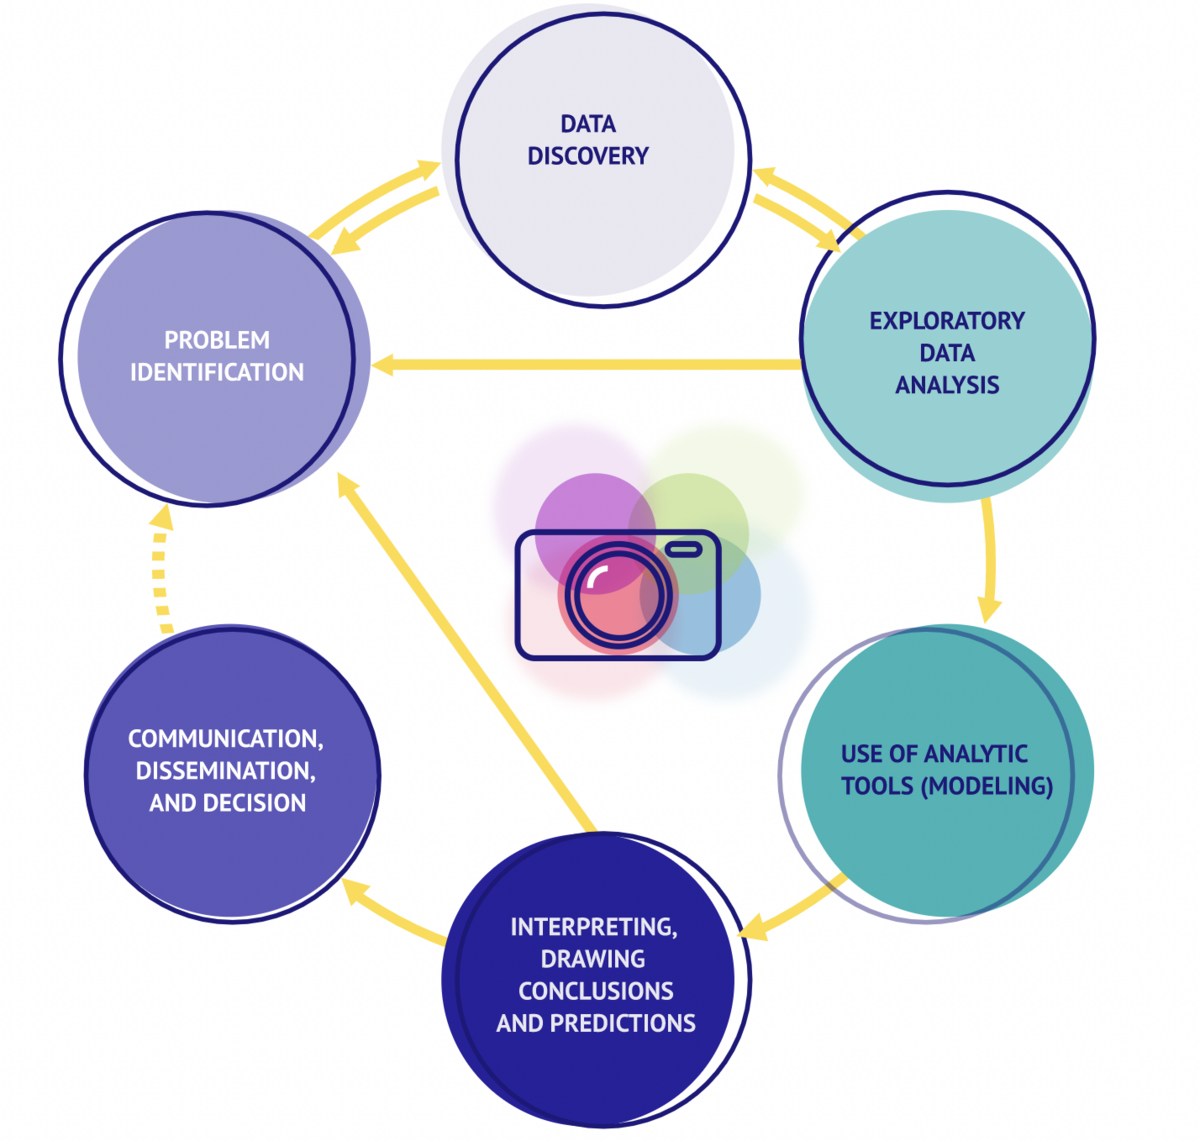 DATA
DISCOVERY
EXPLORATORY
DATA
ANALYSIS
USE OF ANALYTIC
TOOLS (MODELING)
INTERPRETING,
DRAWING
CONCLUSIONS
AND PREDICTIONS
COMMUNICATION,
DISSEMINATION,
AND DECISION
PROBLEM
IDENTIFICATION